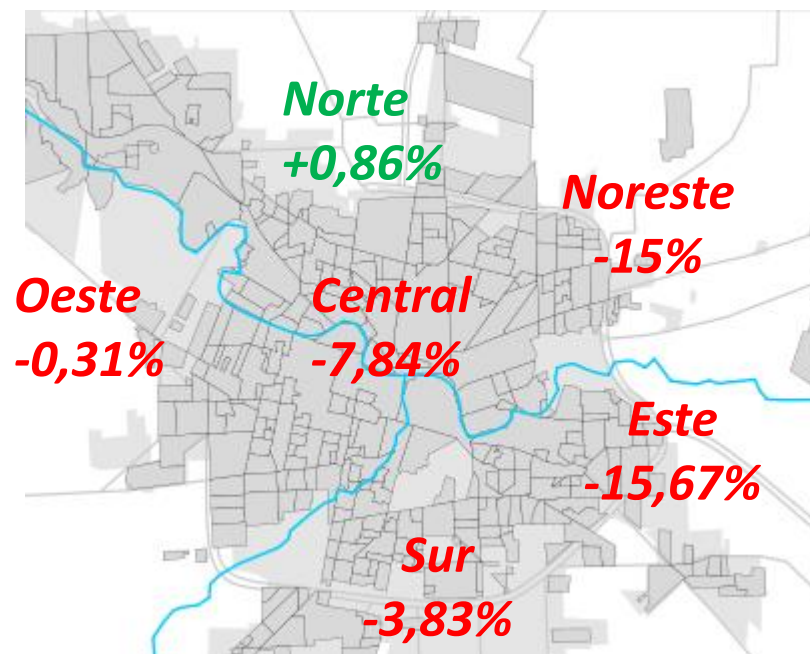 Norte
+0,86%
Noreste
-15%
Oeste
-0,31%
Central
-7,84%
Este
-15,67%
Sur
-3,83%